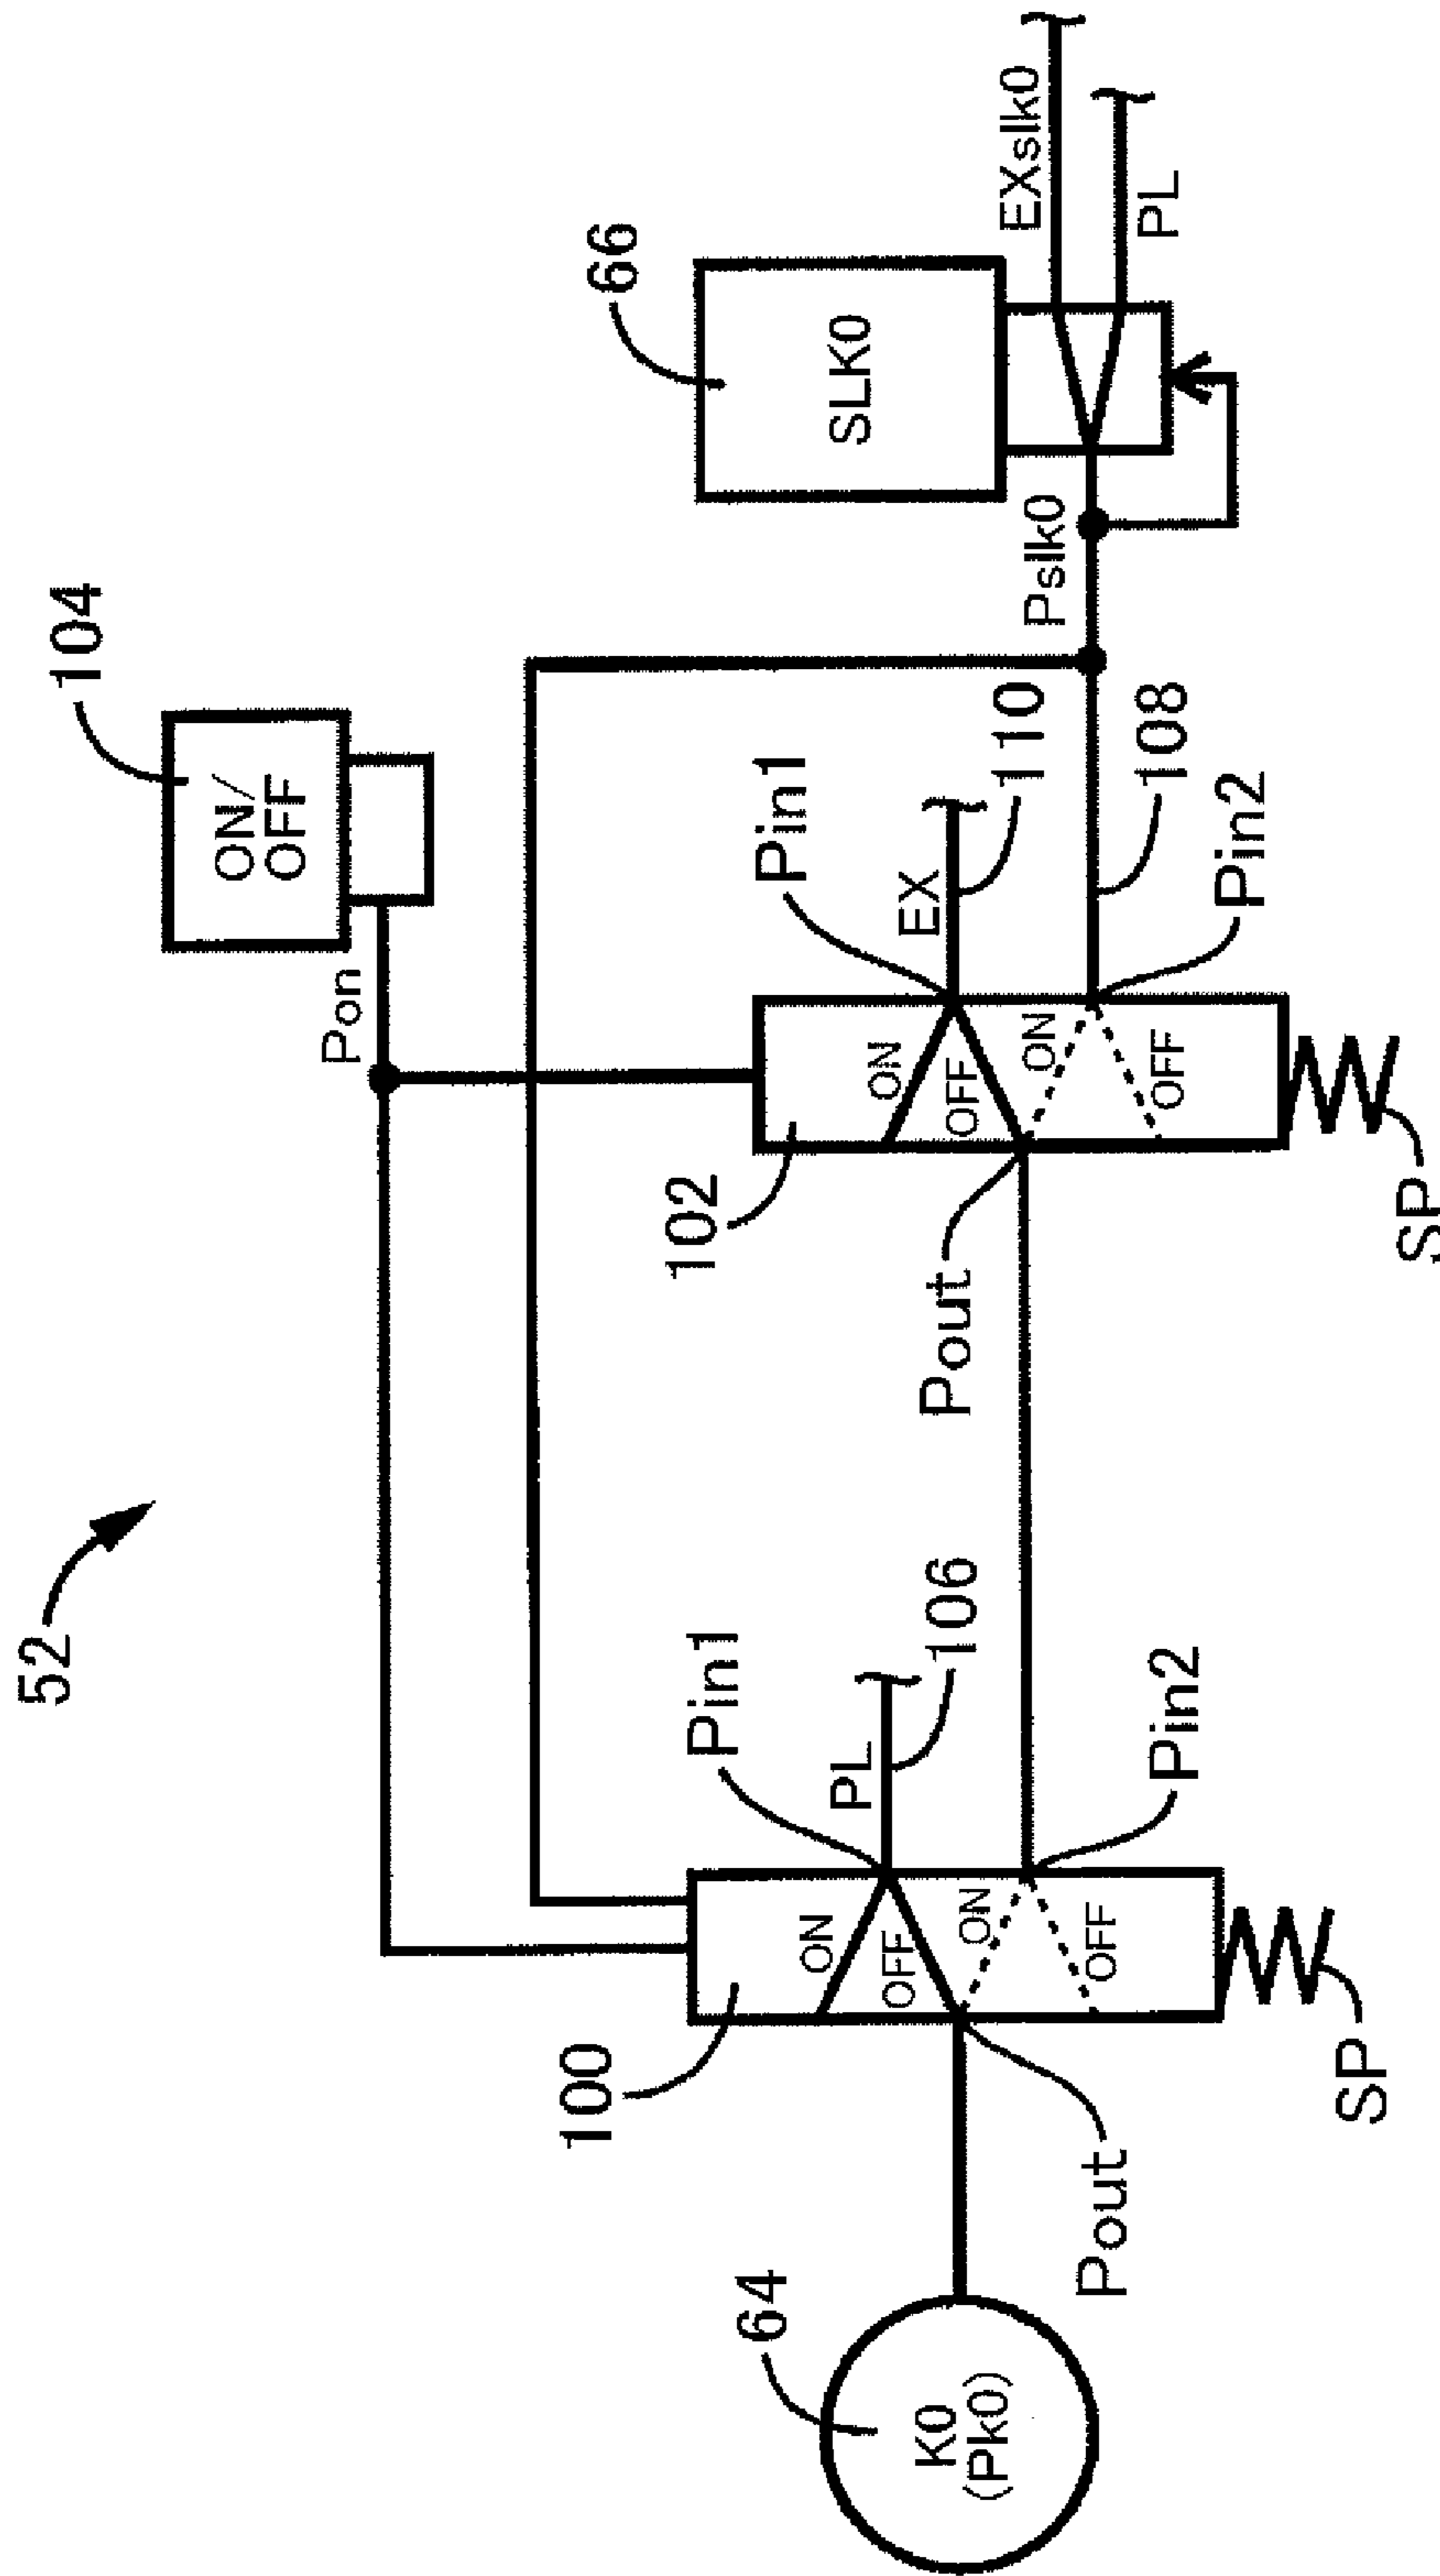 52
104
ON/
OFF
Pon
66
SLK0
EXslk0
PL
Pslk0
Pin1
EX
110
108
Pin2
102
ON
OFF
ON
OFF
Pout
SP
Pin1
PL
106
Pin2
100
ON
OFF
ON
OFF
Pout
SP
64
K0
(Pk0)